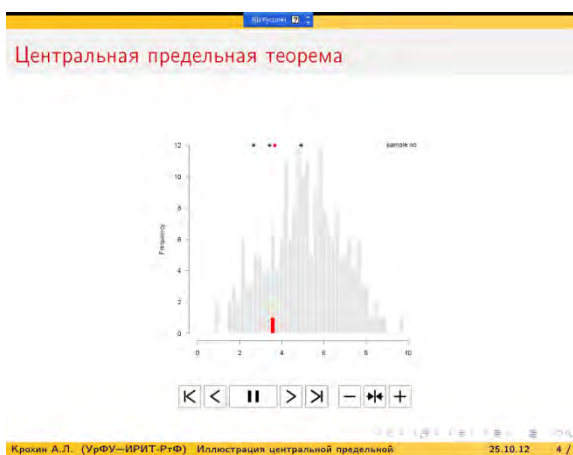 RU Русский
Центральная предельная теорема
sample no
12
10
8
6
4
2
0
Frequency
0 2 4 6 8 10
Крохин А.Л. (УрФУ—ИРИТ-РтФ) Иллюстрация центральной предельной 25.10.12 4 /